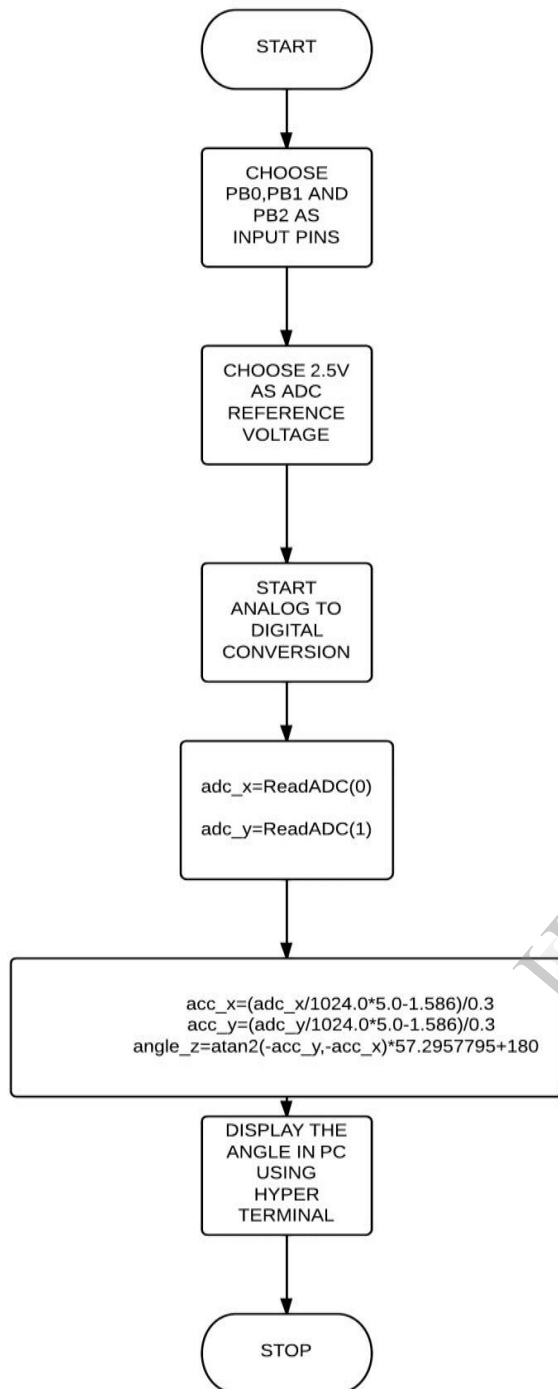 START
CHOOSE
PB0,PB1 AND
PB2 AS
INPUT PINS
CHOOSE 2.5V
AS ADC
REFERENCE
VOLTAGE
START
ANALOG TO
DIGITAL
CONVERSION
adc_x=ReadADC(0)
adc_y=ReadADC(1)
acc_x=(adc_x/1024.0*5.0-1.586)/0.3
acc_y=(adc_y/1024.0*5.0-1.586)/0.3
angle_z=atan2(-acc_y,-acc_x)*57.2957795+180
DISPLAY THE
ANGLE IN PC
USING
HYPER
TERMINAL
STOP